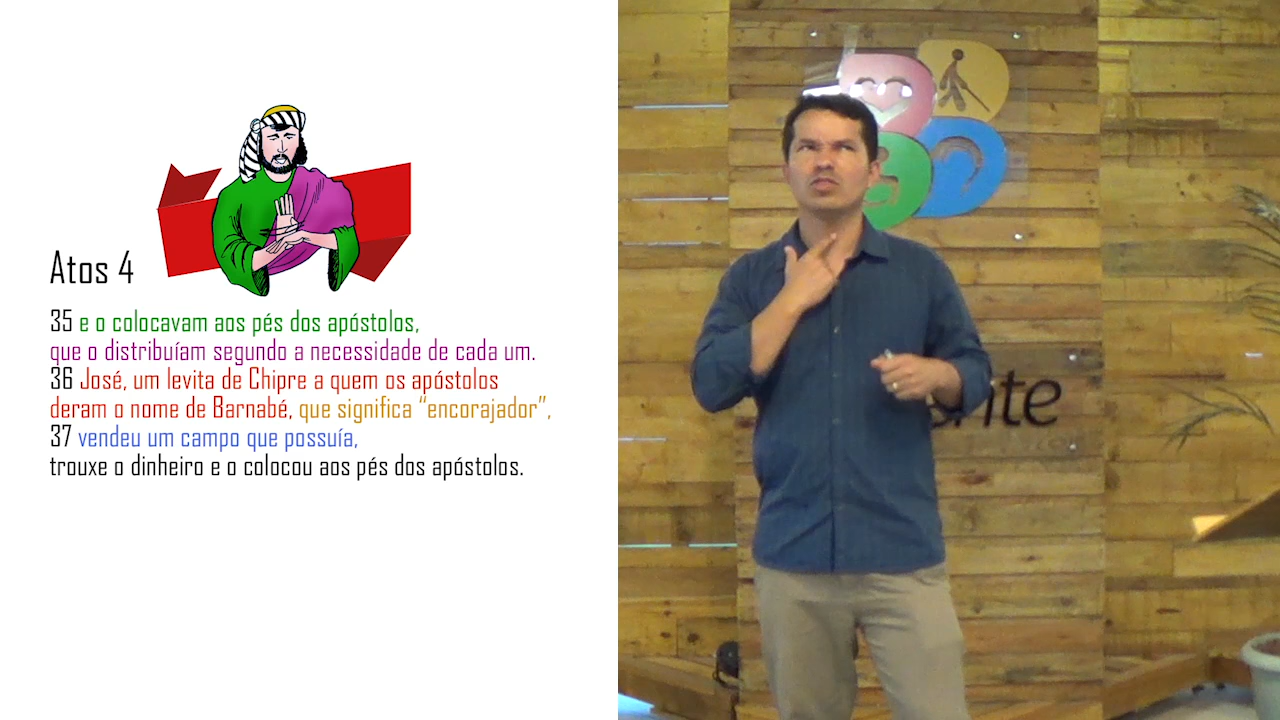 Atos 4
35 e o colocavam aos pés dos apóstolos,
que o distribuíam segundo a necessidade de cada um.
36 José, um levita de Chipre a quem os apóstolos
deram o nome de Barnabé, que significa “encorajador”,
37 vendeu um campo que possuía,
trouxe o dinheiro e o colocou aos pés dos apóstolos.